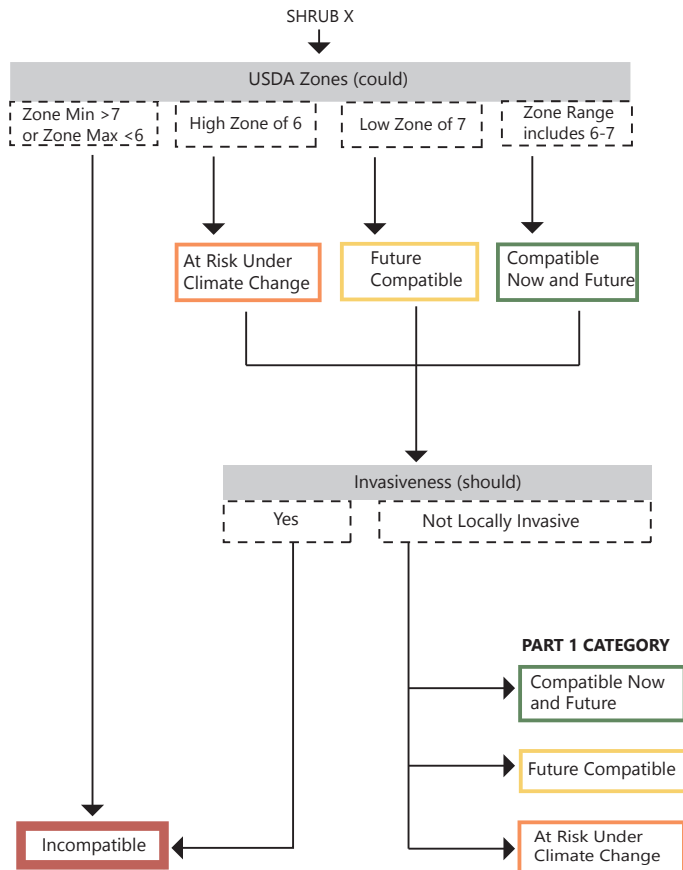 SHRUB X
USDA Zones (could)
Zone Min >7
or Zone Max <6
High Zone of 6
Low Zone of 7
Zone Range
includes 6-7
At Risk Under
Climate Change
Future
Compatible
Compatible
Now and Future
Invasiveness (should)
Yes
Not Locally Invasive
PART 1 CATEGORY
Compatible Now
and Future
Future Compatible
Incompatible
At Risk Under
Climate Change